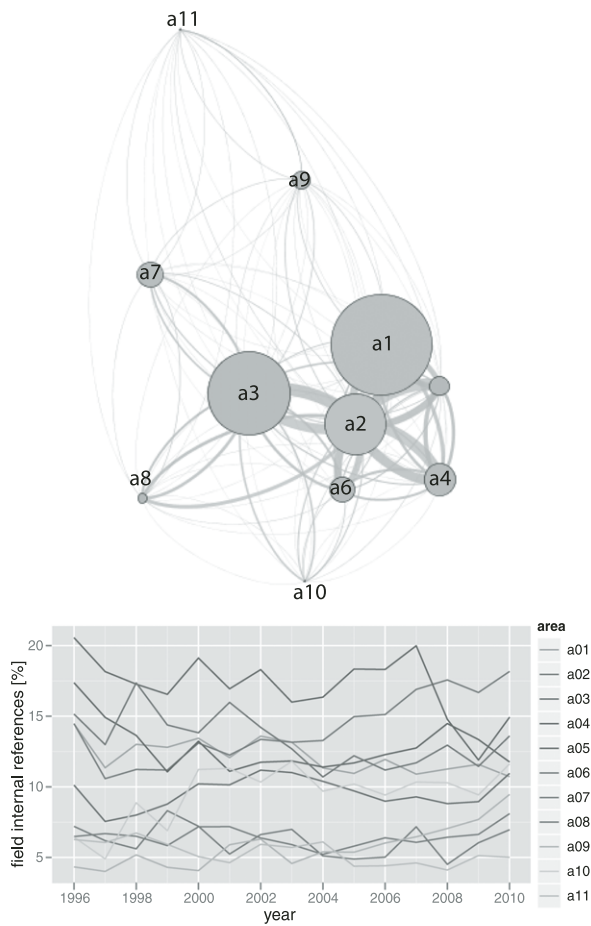 a11
a9
a7
a1
a3
a2
a8
a6
a4
a10
field internal references [%]
20
15
10
5
1996 1998 2000 2002 2004 2006 2008 2010
year
area
a01
a02
a03
a04
a05
a06
a07
a08
a09
a10
a11